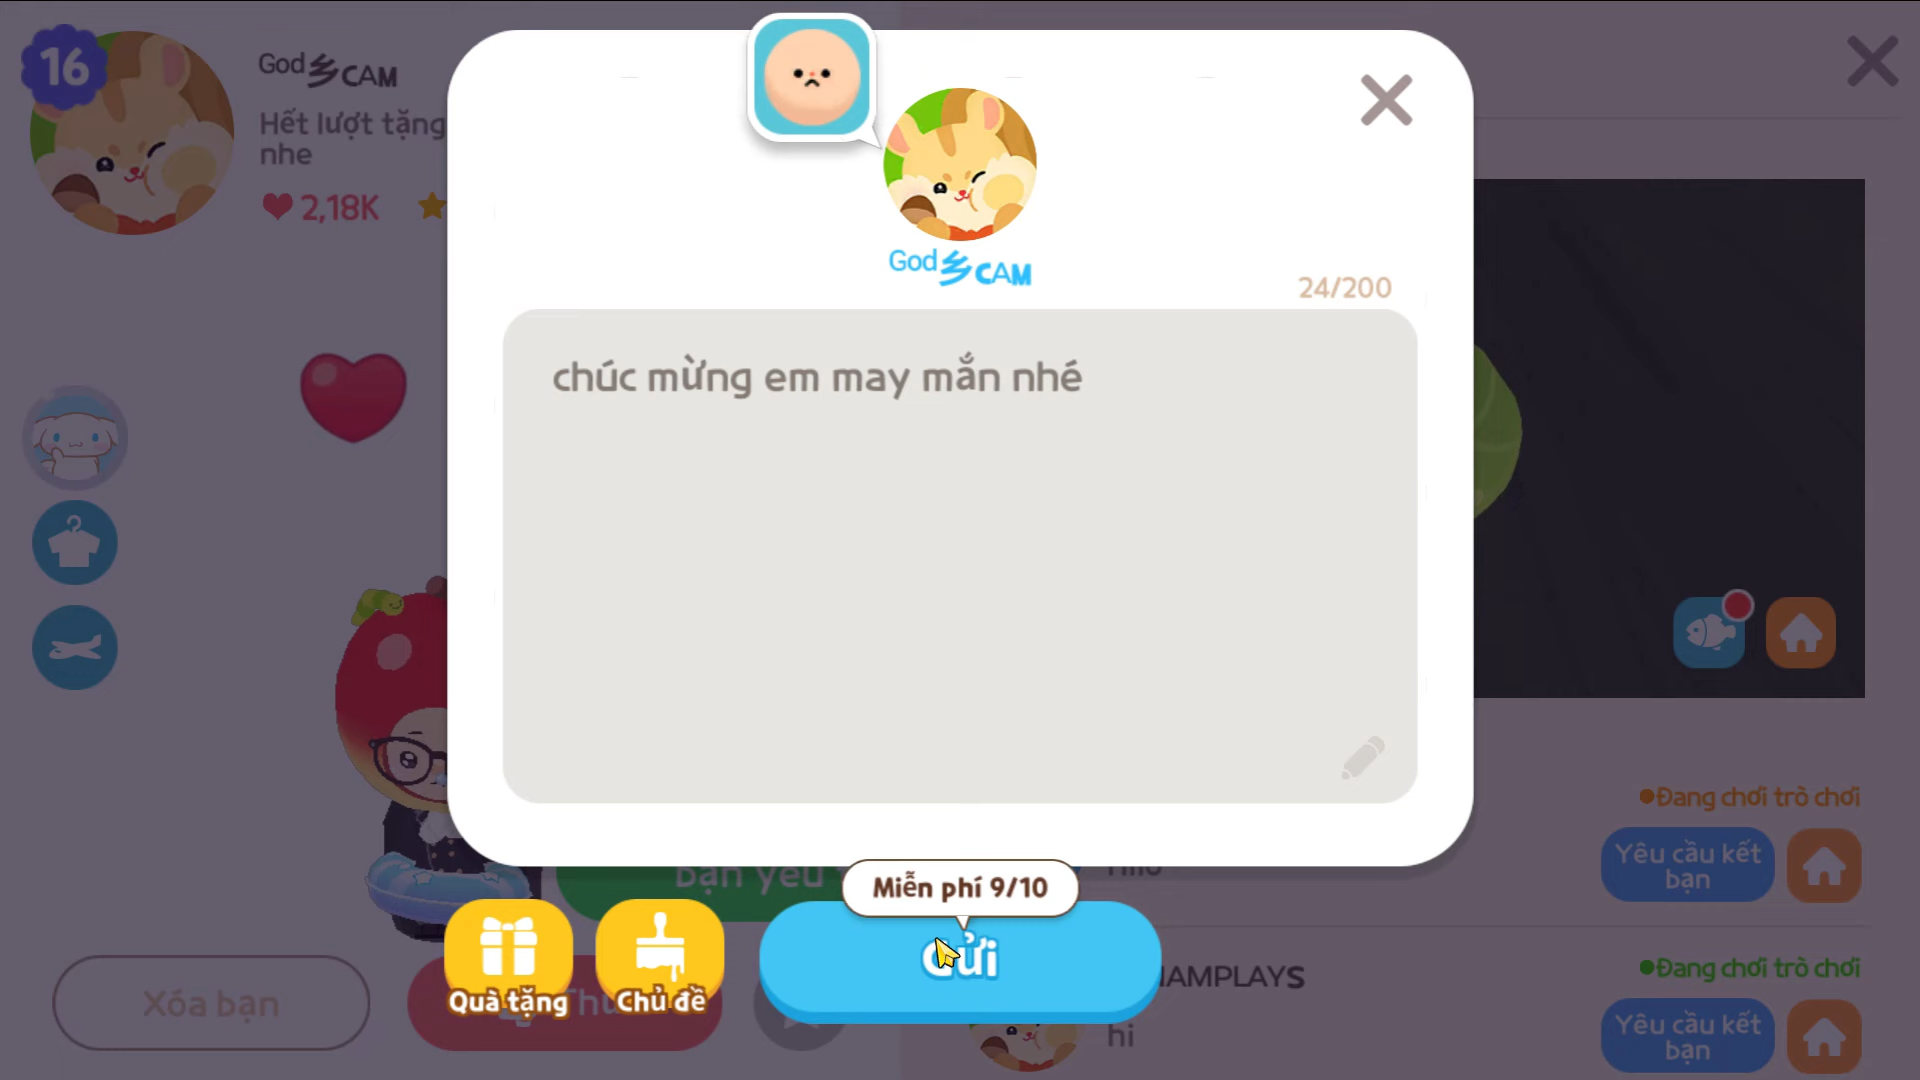 16
God乡CAM
Hết lượt tặng
nhe
2,18K
God乡CAM
24/200
chúc mừng em may mắn nhé
Đang chơi trò chơi
Yêu cầu kết
bạn
Miễn phí 9/10
Gửi
Quà tặng
Chủ đề
Xóa bạn
Thư
AMPLAYS
hi
Đang chơi trò chơi
Yêu cầu kết
bạn